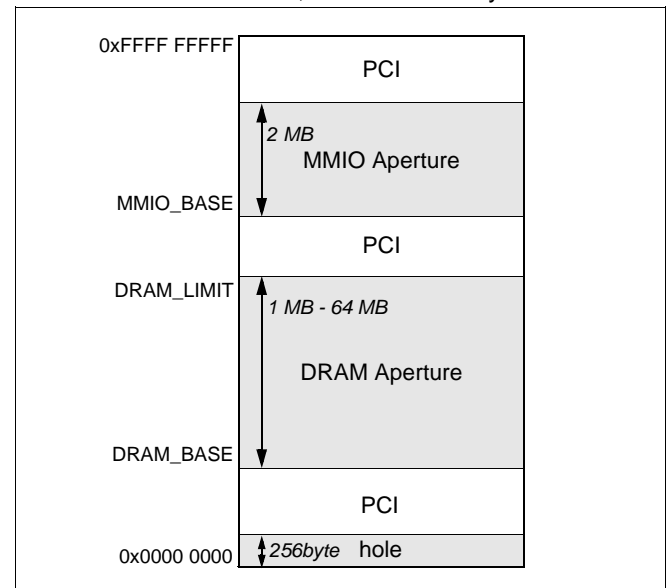 0xFFFF FFFFF
PCI
2 MB
MMIO Aperture
MMIO_BASE
PCI
DRAM_LIMIT
1 MB - 64 MB
DRAM Aperture
DRAM_BASE
PCI
256byte hole
0x0000 0000